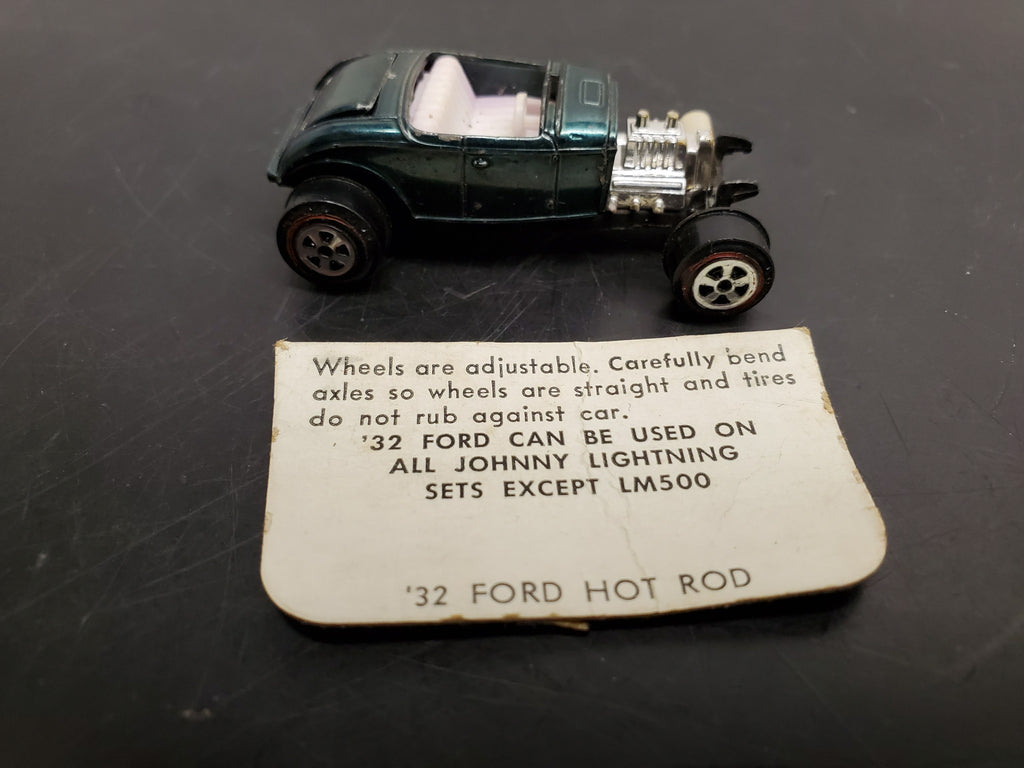 Wheels are adjustable. Carefully bend
axles so wheels are straight and tires
do not rub against car.
'32 FORD CAN BE USED ON
ALL JOHNNY LIGHTNING
SETS EXCEPT LM500
'32 FORD HOT ROD